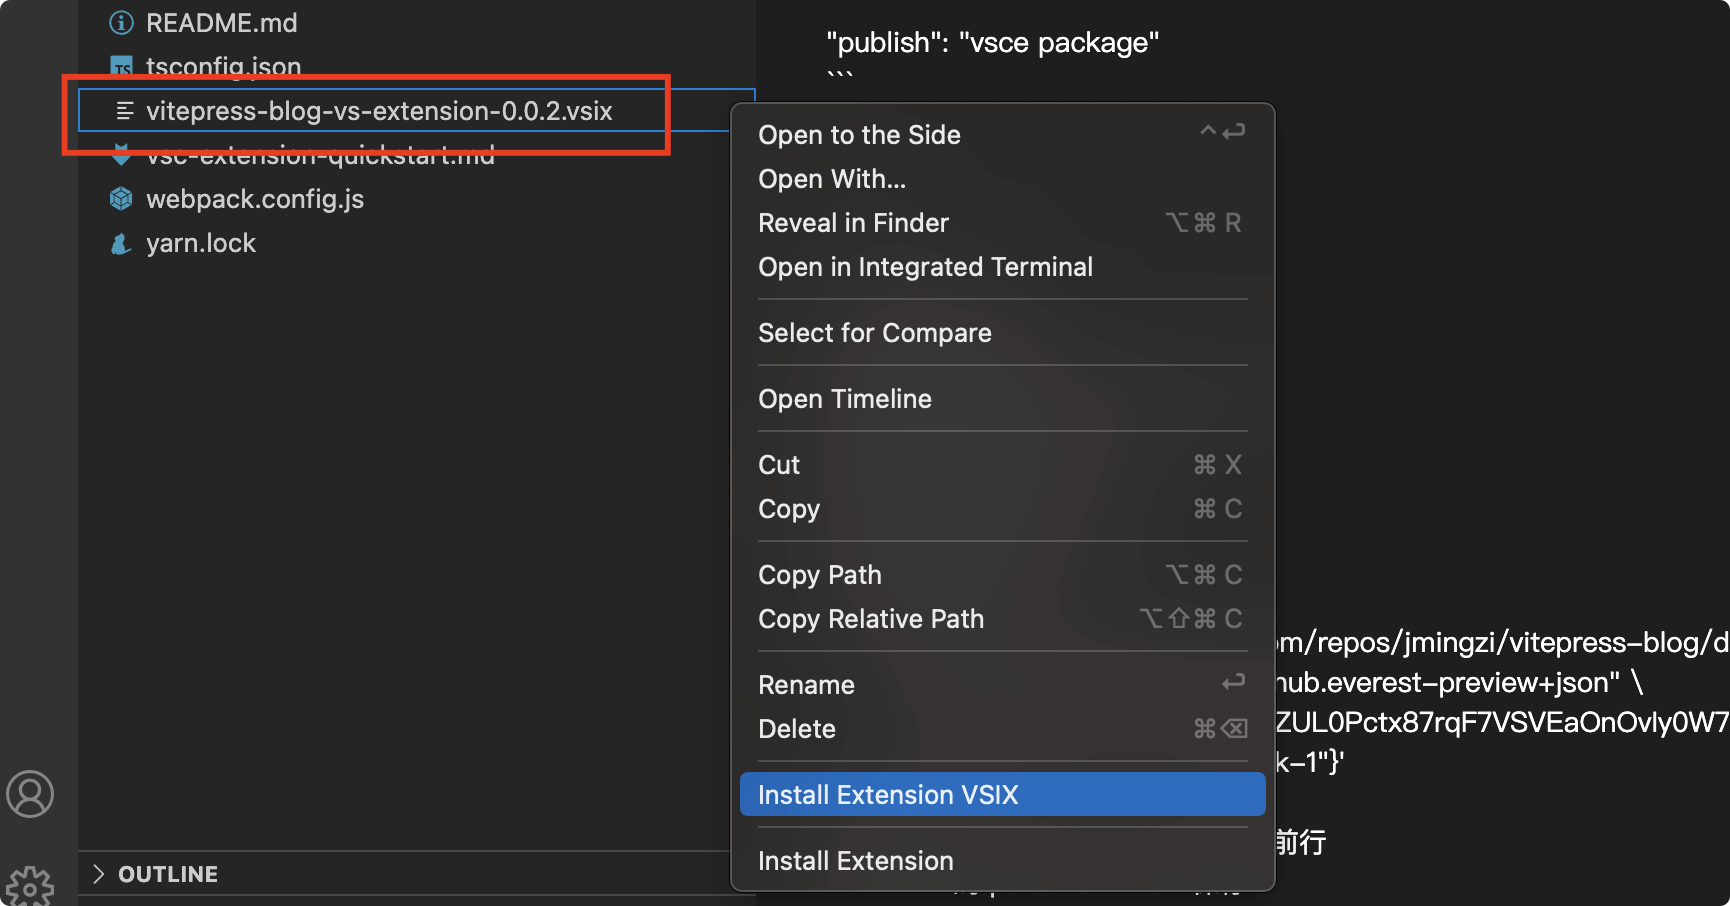 README.md
tsconfig.json
vitepress-blog-vs-extension-0.0.2.vsix
vsc-extension-quickstart.md
webpack.config.js
yarn.lock
OUTLINE
"publish": "vsce package"
```
Open to the Side ^↩
Open With...
Reveal in Finder ⌥⌘ R
Open in Integrated Terminal
Select for Compare
Open Timeline
Cut ⌘ X
Copy ⌘ C
Copy Path ⌥⌘ C
Copy Relative Path ⌥⇧⌘ C
Rename ↩
Delete ⌘⌫
Install Extension VSIX
Install Extension
om/repos/jmingzi/vitepress-blog/d
hub.everest-preview+json" \
ZUL0Pctx87rqF7VSVEaOnOvIy0W7
k-1"}'
前行